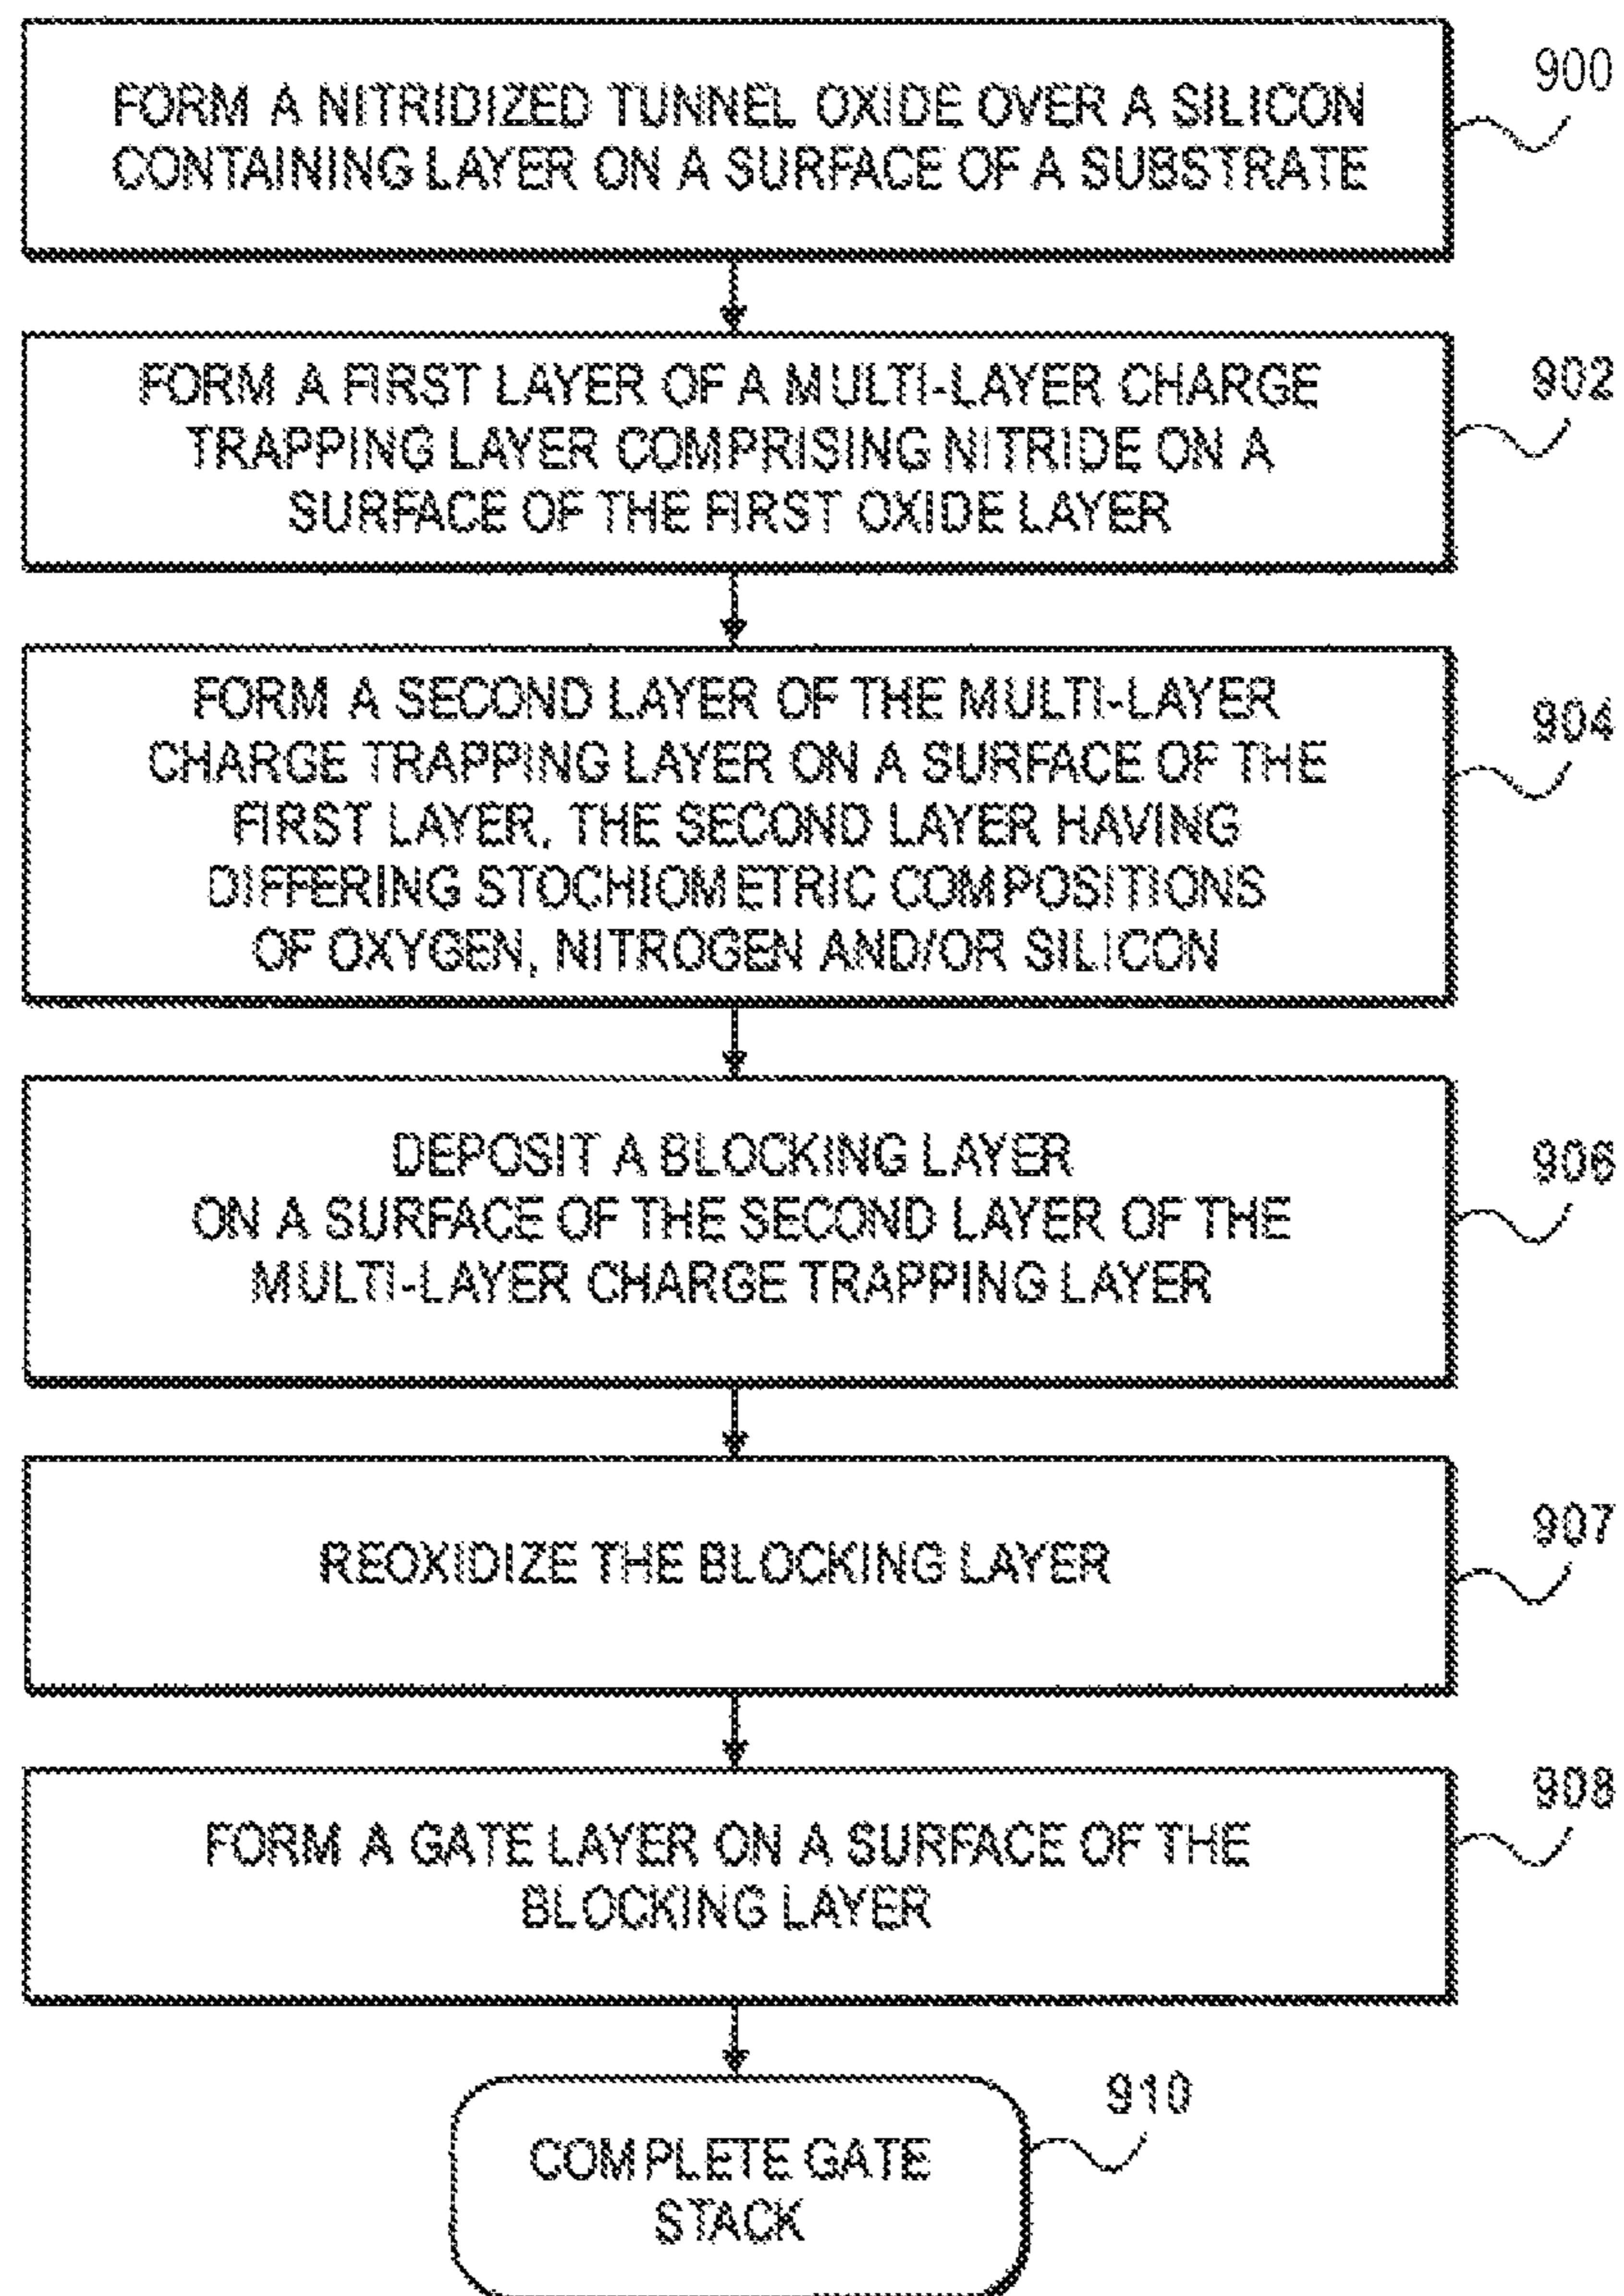 FORM A NITRIDIZED TUNNEL OXIDE OVER A SILICON
CONTAINING LAYER ON A SURFACE OF A SUBSTRATE
900
FORM A FIRST LAYER OF A MULTI-LAYER CHARGE
TRAPPING LAYER COMPRISING NITRIDE ON A
SURFACE OF THE FIRST OXIDE LAYER
902
FORM A SECOND LAYER OF THE MULTI-LAYER
CHARGE TRAPPING LAYER ON A SURFACE OF THE
FIRST LAYER, THE SECOND LAYER HAVING
DIFFERING STOCHIOMETRIC COMPOSITIONS
OF OXYGEN, NITROGEN AND/OR SILICON
904
DEPOSIT A BLOCKING LAYER
ON A SURFACE OF THE SECOND LAYER OF THE
MULTI-LAYER CHARGE TRAPPING LAYER
906
REOXIDIZE THE BLOCKING LAYER
907
FORM A GATE LAYER ON A SURFACE OF THE
BLOCKING LAYER
908
COMPLETE GATE
STACK
910